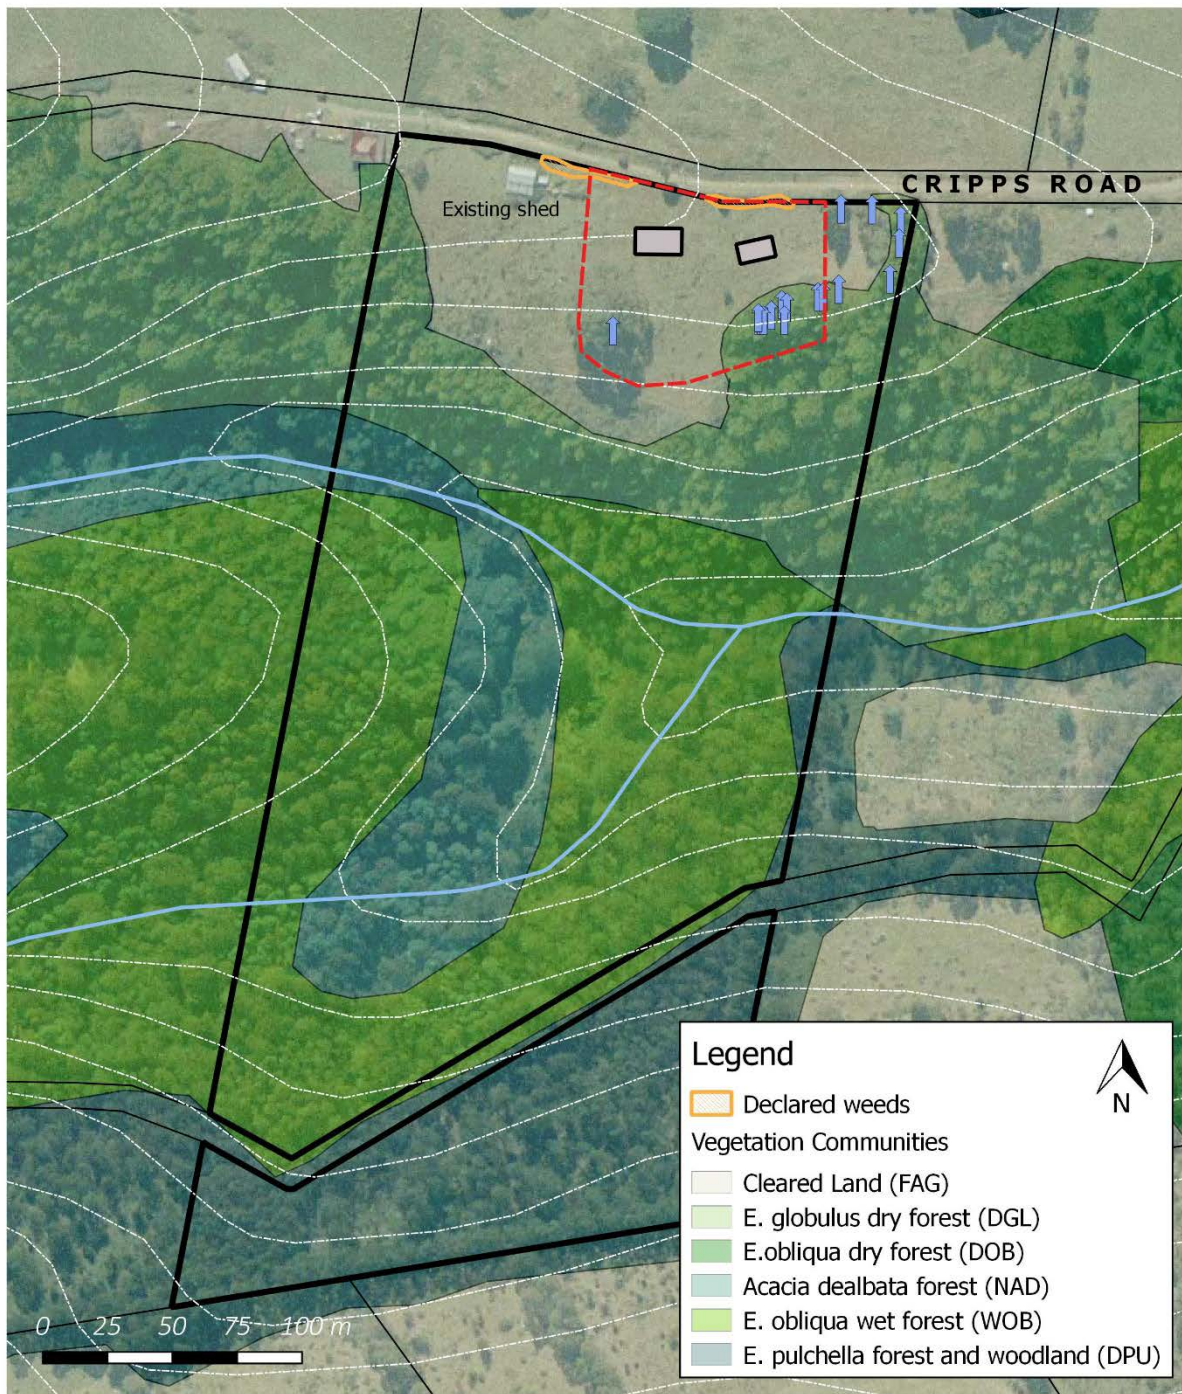 CRIPPS ROAD
Existing shed
Legend
Declared weeds
N
Vegetation Communities
Cleared Land (FAG)
E. globulus dry forest (DGL)
E.obliqua dry forest (DOB)
Acacia dealbata forest (NAD)
E. obliqua wet forest (WOB)
E. pulchella forest and woodland (DPU)
0 25 50 75 100 m